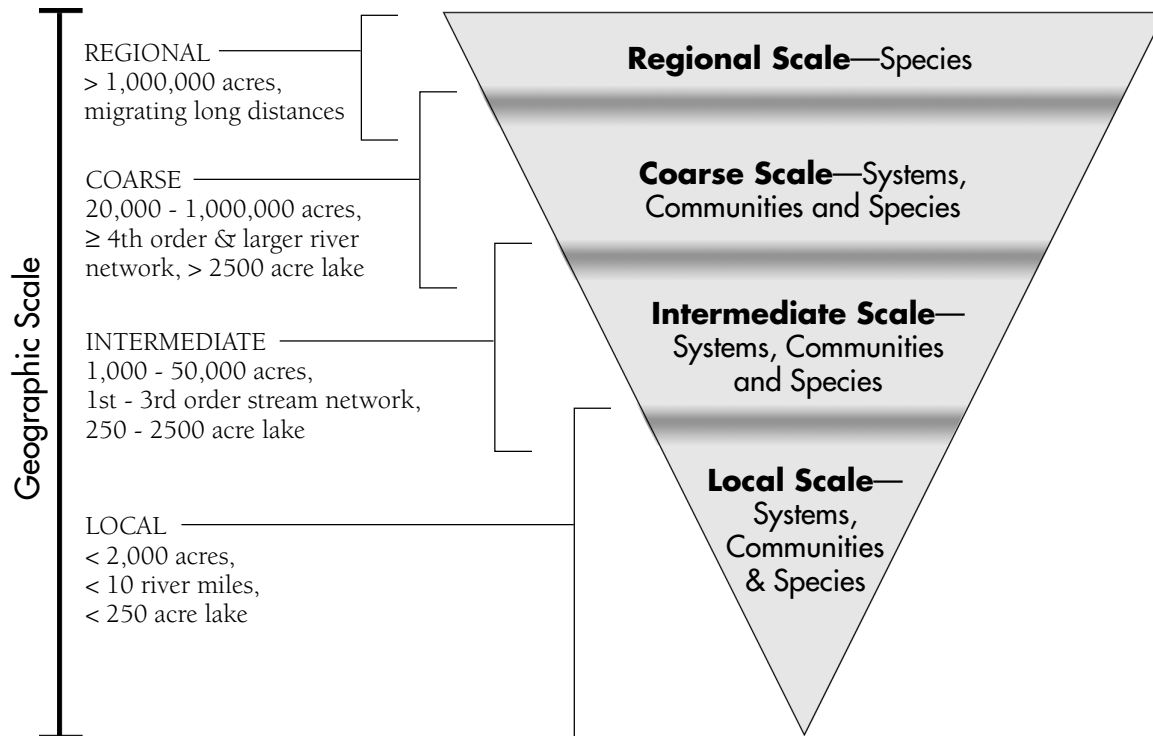 Geographic Scale
REGIONAL
> 1,000,000 acres,
migrating long distances
COARSE
20,000 - 1,000,000 acres,
≥ 4th order & larger river
network, > 2500 acre lake
INTERMEDIATE
1,000 - 50,000 acres,
1st - 3rd order stream network,
250 - 2500 acre lake
LOCAL
< 2,000 acres,
< 10 river miles,
< 250 acre lake
Regional Scale—Species
Coarse Scale—Systems,
Communities and Species
Intermediate Scale—
Systems, Communities
and Species
Local Scale—
Systems,
Communities
& Species